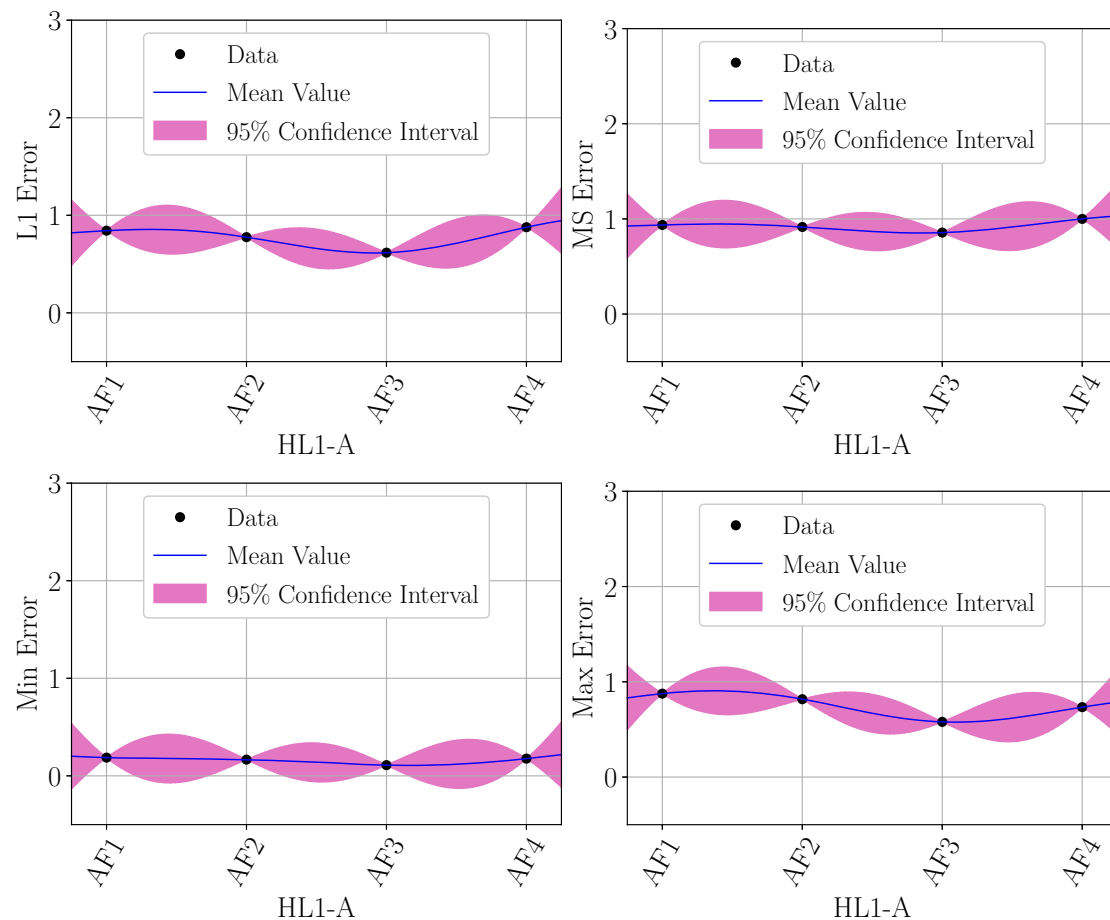 3
2
1
0
L1 Error
Data
Mean Value
95% Confidence Interval
AF1
AF2
AF3
AF4
HL1-A
3
2
1
0
MS Error
Data
Mean Value
95% Confidence Interval
AF1
AF2
AF3
AF4
HL1-A
3
2
1
0
Min Error
Data
Mean Value
95% Confidence Interval
AF1
AF2
AF3
AF4
HL1-A
3
2
1
0
Max Error
Data
Mean Value
95% Confidence Interval
AF1
AF2
AF3
AF4
HL1-A